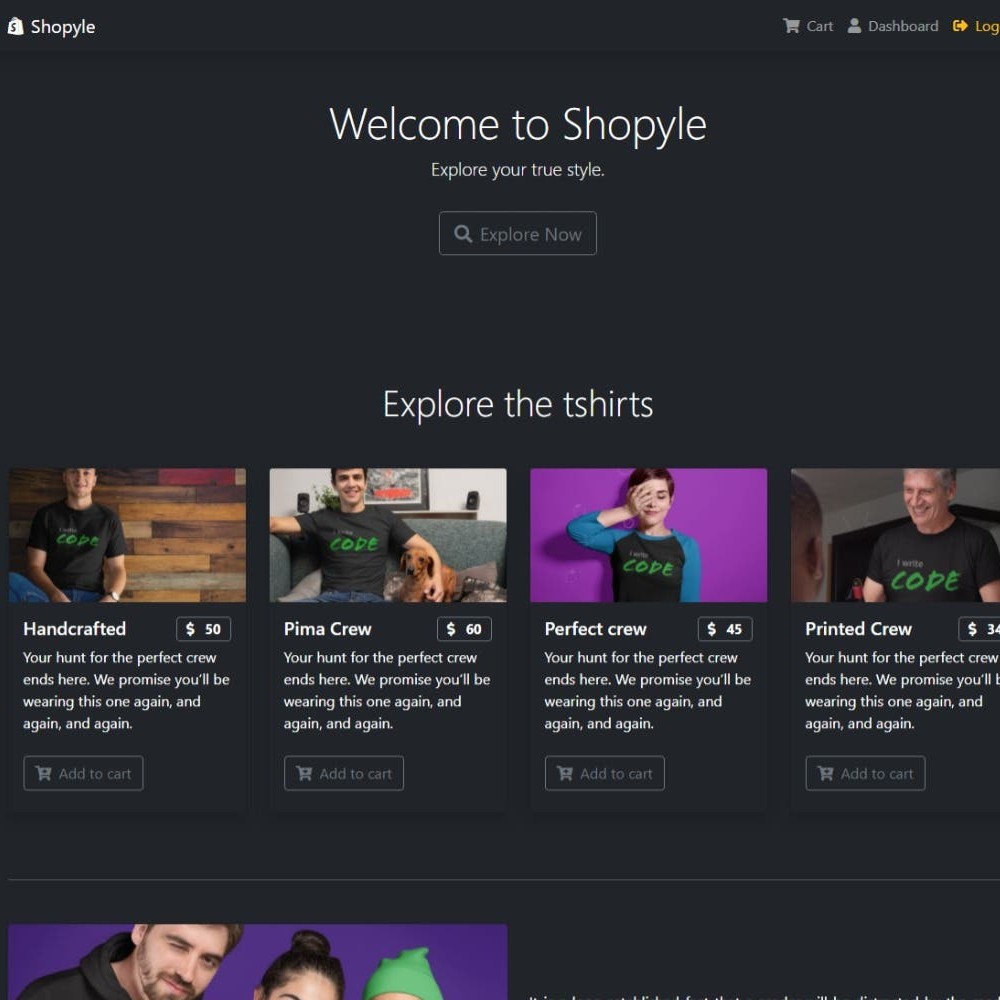 Shopyle
Cart Dashboard
Welcome to Shopyle
Explore your true style.
Explore Now
Explore the tshirts
I write
CODE
I write
CODE
I write
CODE
I write
CODE
Handcrafted $ 50
Your hunt for the perfect crew
ends here. We promise you’ll be
wearing this one again, and
again, and again.
Add to cart
Pima Crew $ 60
Your hunt for the perfect crew
ends here. We promise you’ll be
wearing this one again, and
again, and again.
Add to cart
Perfect crew $ 45
Your hunt for the perfect crew
ends here. We promise you’ll be
wearing this one again, and
again, and again.
Add to cart
Printed Crew $ 34
Your hunt for the perfect crew
ends here. We promise you’ll
wearing this one again, and
again, and again.
Add to cart